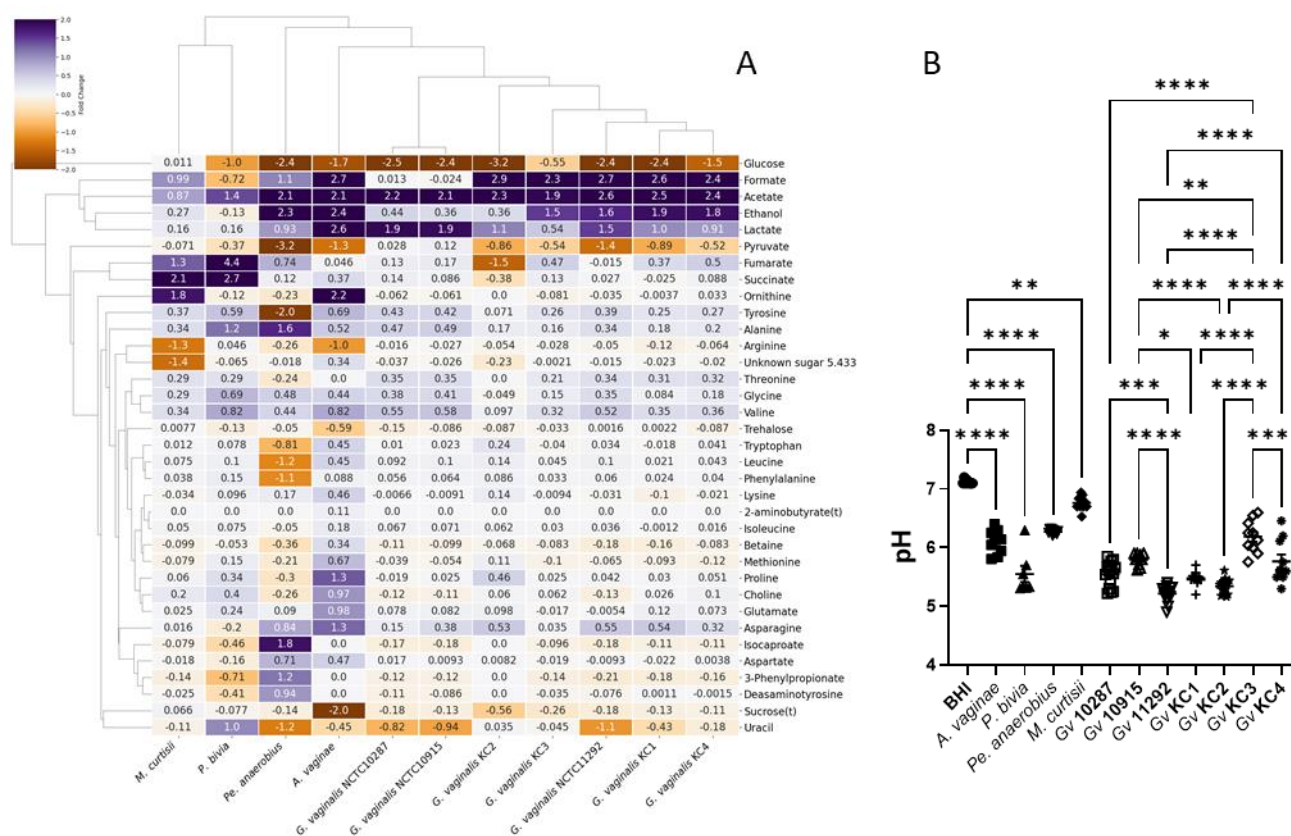 A
B
2.0
1.5
1.0
0.5
0.0
-0.5
-1.0
-1.5
-2.0
Fold Change
0.011 -1.0 -2.4 -1.7 -2.5 -2.4 -3.2 -0.55 -2.4 -2.4 -1.5 Glucose
0.99 -0.72 1.1 2.7 0.013 -0.024 2.9 2.3 2.7 2.6 2.4 Formate
0.87 1.4 2.1 2.1 2.2 2.1 2.3 1.9 2.6 2.5 2.4 Acetate
0.27 -0.13 2.3 2.4 0.44 0.36 0.36 1.5 1.6 1.9 1.8 Ethanol
0.16 0.16 0.93 2.6 1.9 1.9 1.1 0.54 1.5 1.0 0.91 Lactate
-0.071 -0.37 -3.2 -1.3 0.028 0.12 -0.86 -0.54 -1.4 -0.89 -0.52 Pyruvate
1.3 4.4 0.74 0.046 0.13 0.17 -1.5 0.47 -0.015 0.37 0.5 Fumarate
2.1 2.7 0.12 0.37 0.14 0.086 -0.38 0.13 0.027 -0.025 0.088 Succinate
1.8 -0.12 -0.23 2.2 -0.062 -0.061 0.0 -0.081 -0.035 -0.0037 0.033 Ornithine
0.37 0.59 -2.0 0.69 0.43 0.42 0.071 0.26 0.39 0.25 0.27 Tyrosine
0.34 1.2 1.6 0.52 0.47 0.49 0.17 0.16 0.34 0.18 0.2 Alanine
-1.3 0.046 -0.26 -1.0 -0.016 -0.027 -0.054 -0.028 -0.05 -0.12 -0.064 Arginine
-1.4 -0.065 -0.018 0.34 -0.037 -0.026 -0.23 -0.0021 -0.015 -0.023 -0.02 Unknown sugar 5.433
0.29 0.29 -0.24 0.0 0.35 0.35 0.0 0.21 0.34 0.31 0.32 Threonine
0.29 0.69 0.48 0.44 0.38 0.41 -0.049 0.15 0.35 0.084 0.18 Glycine
0.34 0.82 0.44 0.82 0.55 0.58 0.097 0.32 0.52 0.35 0.36 Valine
0.0077 -0.13 -0.05 -0.59 -0.15 -0.086 -0.087 -0.033 0.0016 0.0022 -0.087 Trehalose
0.012 0.078 -0.81 0.45 0.01 0.023 0.24 -0.04 0.034 -0.018 0.041 Tryptophan
0.075 0.1 -1.2 0.45 0.092 0.1 0.14 0.045 0.1 0.021 0.043 Leucine
0.038 0.15 -1.1 0.088 0.056 0.064 0.086 0.033 0.06 0.024 0.04 Phenylalanine
-0.034 0.096 0.17 0.46 -0.0066 -0.0091 0.14 -0.0094 -0.031 -0.1 -0.021 Lysine
0.0 0.0 0.0 0.11 0.0 0.0 0.0 0.0 0.0 0.0 0.0 2-aminobutyrate(t)
0.05 0.075 -0.05 0.18 0.067 0.071 0.062 0.03 0.036 -0.0012 0.016 Isoleucine
-0.099 -0.053 -0.36 0.34 -0.11 -0.099 -0.068 -0.083 -0.18 -0.16 -0.083 Betaine
-0.079 0.15 -0.21 0.67 -0.039 -0.054 0.11 -0.1 -0.065 -0.093 -0.12 Methionine
0.06 0.34 -0.3 1.3 -0.019 0.025 0.46 0.025 0.042 0.03 0.051 Proline
0.2 0.4 -0.26 0.97 -0.12 -0.11 0.06 0.062 -0.13 0.026 0.1 Choline
0.025 0.24 0.09 0.98 0.078 0.082 0.098 -0.017 -0.0054 0.12 0.073 Glutamate
0.016 -0.2 0.84 1.3 0.15 0.38 0.53 0.035 0.55 0.54 0.32 Asparagine
-0.079 -0.46 1.8 0.0 -0.17 -0.18 0.0 -0.096 -0.18 -0.11 -0.11 Isocaproate
-0.018 -0.16 0.71 0.47 0.017 0.0093 0.0082 -0.019 -0.0093 -0.022 0.0038 Aspartate
-0.14 -0.71 1.2 0.0 -0.12 -0.12 0.0 -0.14 -0.21 -0.18 -0.16 3-Phenylpropionate
-0.025 -0.41 0.94 0.0 -0.11 -0.086 0.0 -0.035 -0.076 0.0011 -0.0015 Deasaminotyrosine
0.066 -0.077 -0.14 -2.0 -0.18 -0.13 -0.56 -0.26 -0.18 -0.13 -0.11 Sucrose(t)
-0.11 1.0 -1.2 -0.45 -0.82 -0.94 0.035 -0.045 -1.1 -0.43 -0.18 Uracil
M. curtisii
P. bivia
Pe. anaerobius
A. vaginae
G. vaginalis NCTC10287
G. vaginalis NCTC10915
G. vaginalis KC2
G. vaginalis KC3
G. vaginalis NCTC11292
G. vaginalis KC1
G. vaginalis KC4
****
****
**
****
** **** ****
**** * ****
**** *** ****
**** **** ***
8
7
6
5
4
pH
BHI
A. vaginae
P. bivia
Pe. anaerobius
M. curtisii
Gv 10287
Gv 10915
Gv 11292
Gv KC1
Gv KC2
Gv KC3
Gv KC4